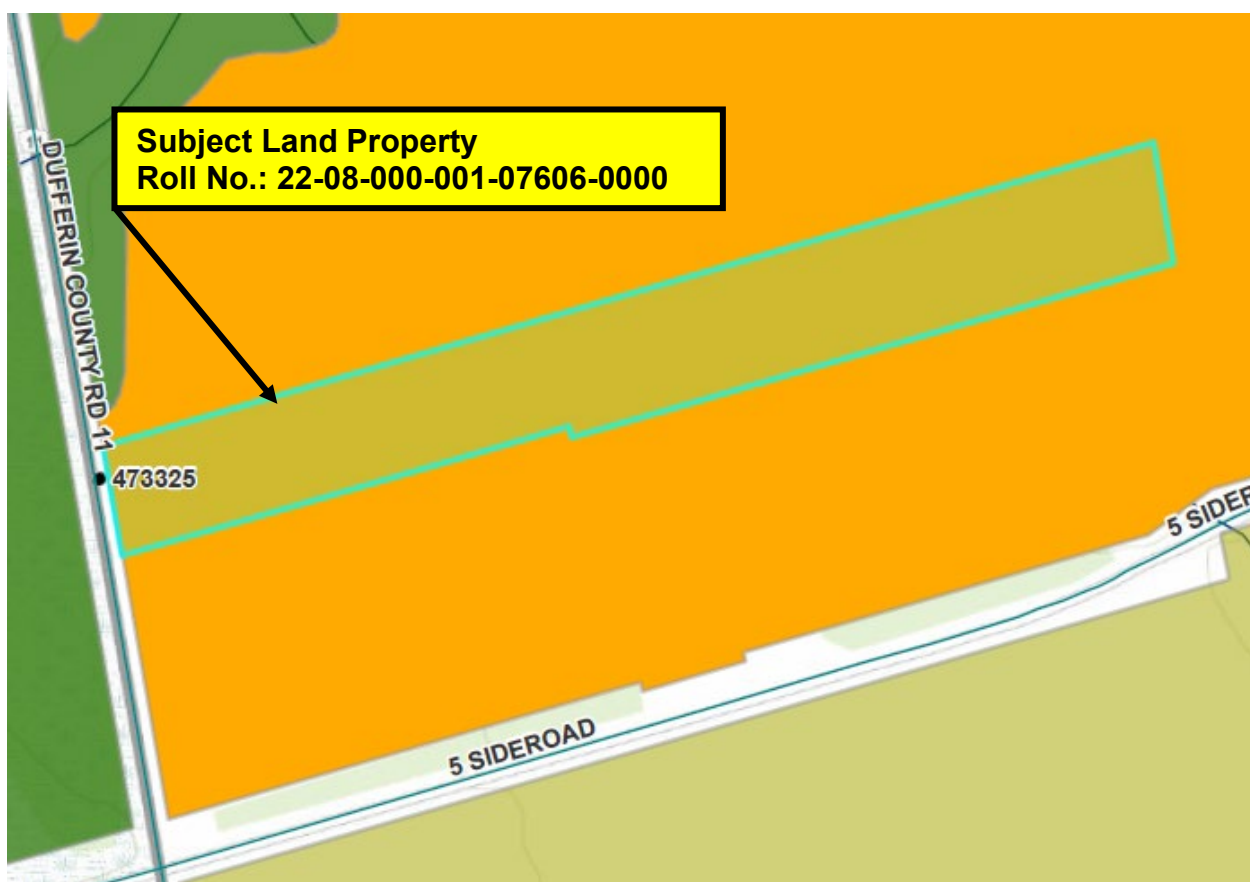 Subject Land Property
Roll No.: 22-08-000-001-07606-0000
DUFFERIN COUNTY RD 11
473325
5 SIDEROAD
5 SIDER